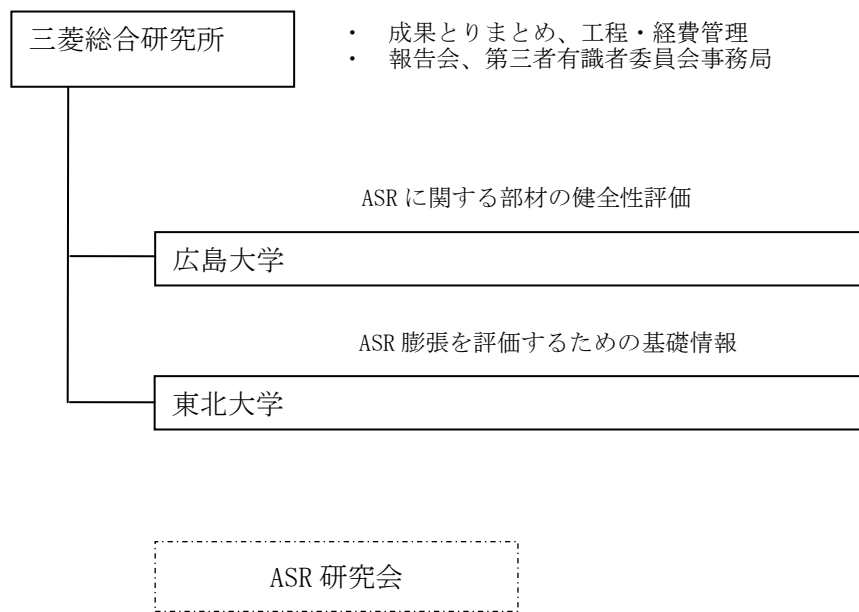 三菱総合研究所
・ 成果とりまとめ、工程・経費管理
・ 報告会、第三者有識者委員会事務局
ASR に関する部材の健全性評価
広島大学
ASR 膨張を評価するための基礎情報
東北大学
ASR 研究会